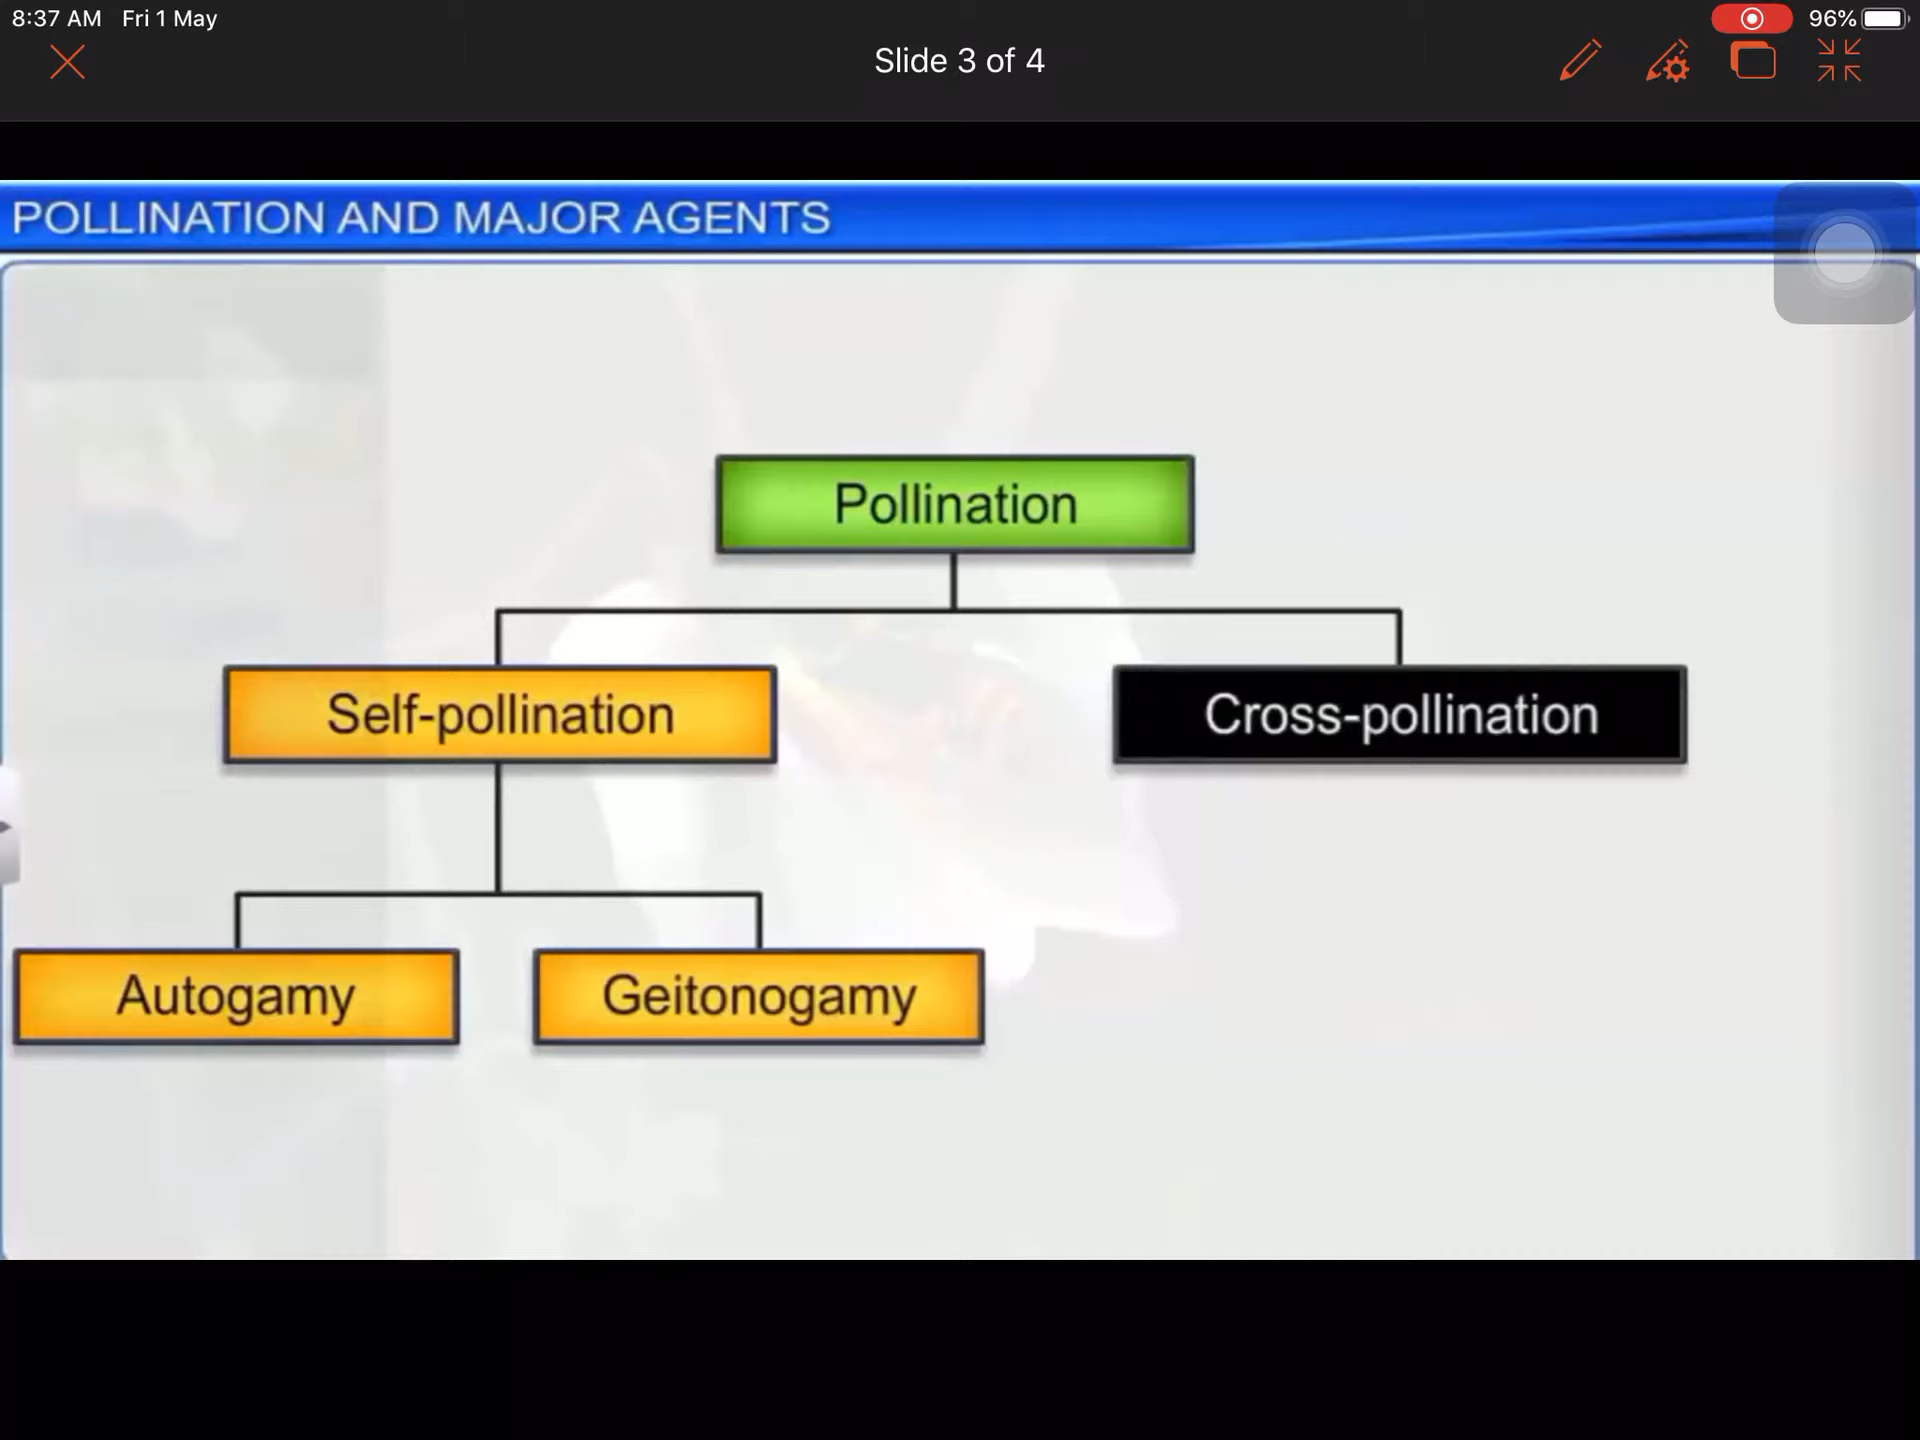 8:37 AM Fri 1 May
96%
Slide 3 of 4
POLLINATION AND MAJOR AGENTS
Pollination
Self-pollination
Cross-pollination
Autogamy
Geitonogamy